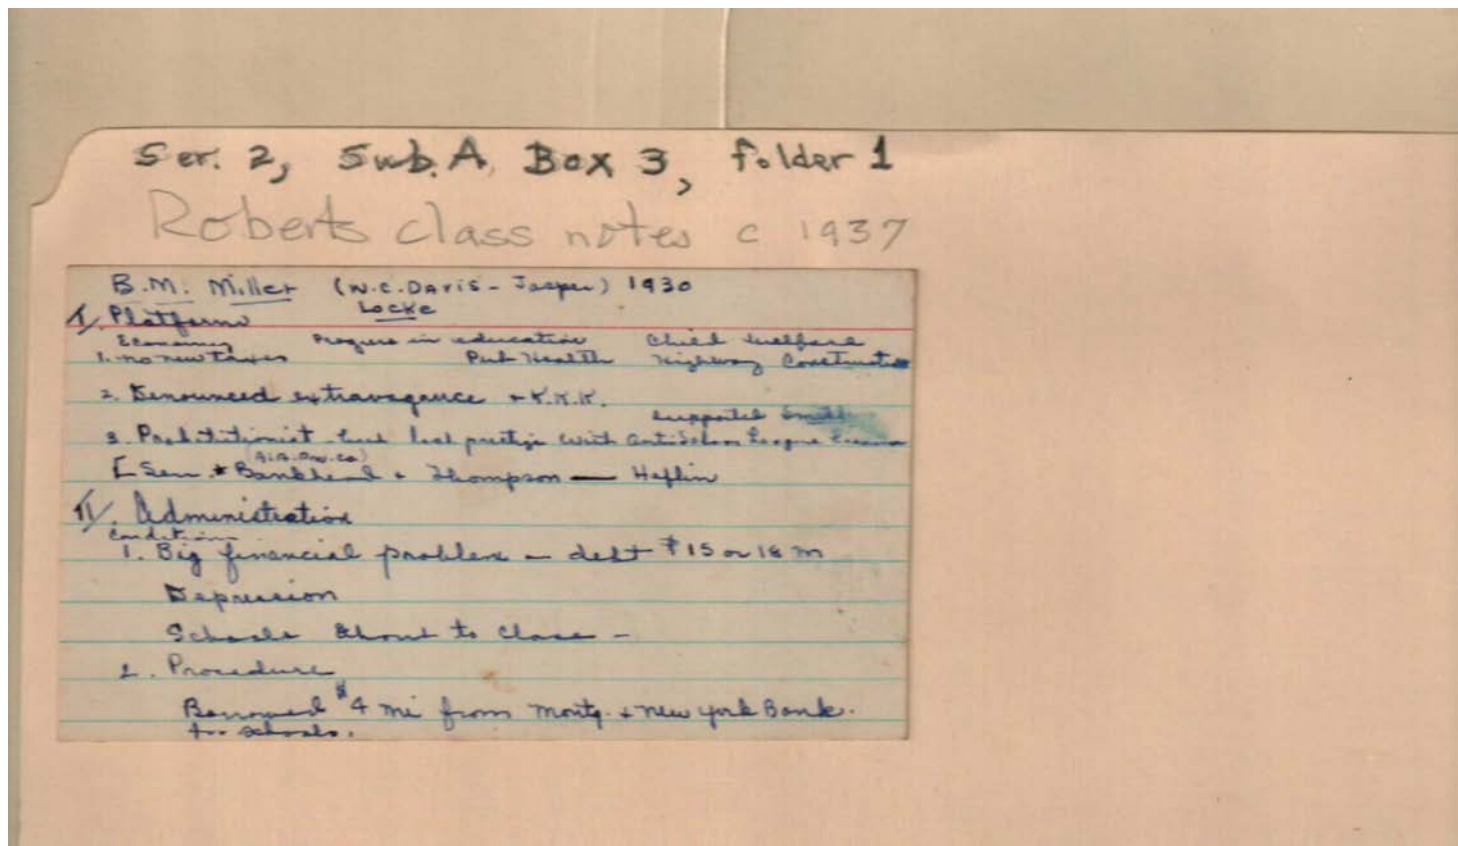 Ser. 2, Sub. A, Box 3, folder 1
Roberts class notes c 1937
B.M. Miller (W.C. Davis - Jasper) 1930
Locke
I. Platform
Economy Progress in education Child Welfare
1. no new taxes Pub Health Highway Construction
2. Denounced extravagance + K.K.K.
supported Smith
3. Prohibitionist but lost prestige with Anti Saloon League
(Ala. Pow. Co)
[Sen. * Bankhead + Thompson — Heflin
II. Administration
Conditions
1. Big financial problem - debt $15 or 18 m
Depression
Schools about to close -
2. Procedure
Borrowed $4 mi from Montg. + New York Bank.
for schools.